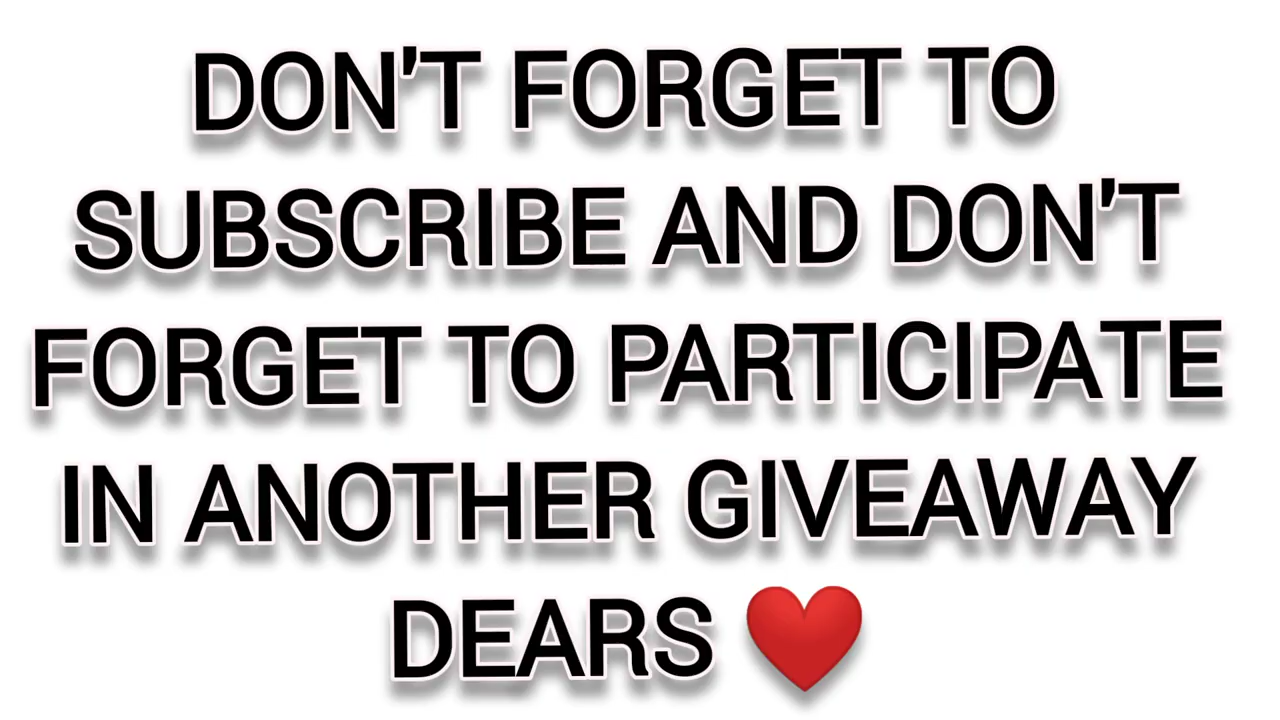 DON'T FORGET TO
SUBSCRIBE AND DON'T
FORGET TO PARTICIPATE
IN ANOTHER GIVEAWAY
DEARS ❤️